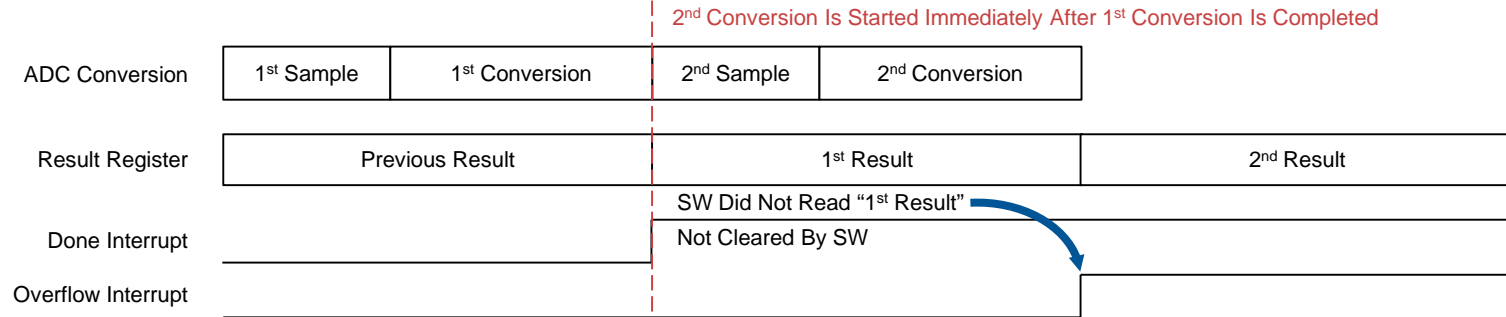 2nd Conversion Is Started Immediately After 1st Conversion Is Completed
ADC Conversion 1st Sample 1st Conversion 2nd Sample 2nd Conversion
Result Register Previous Result 1st Result 2nd Result
SW Did Not Read “1st Result”
Done Interrupt Not Cleared By SW
Overflow Interrupt